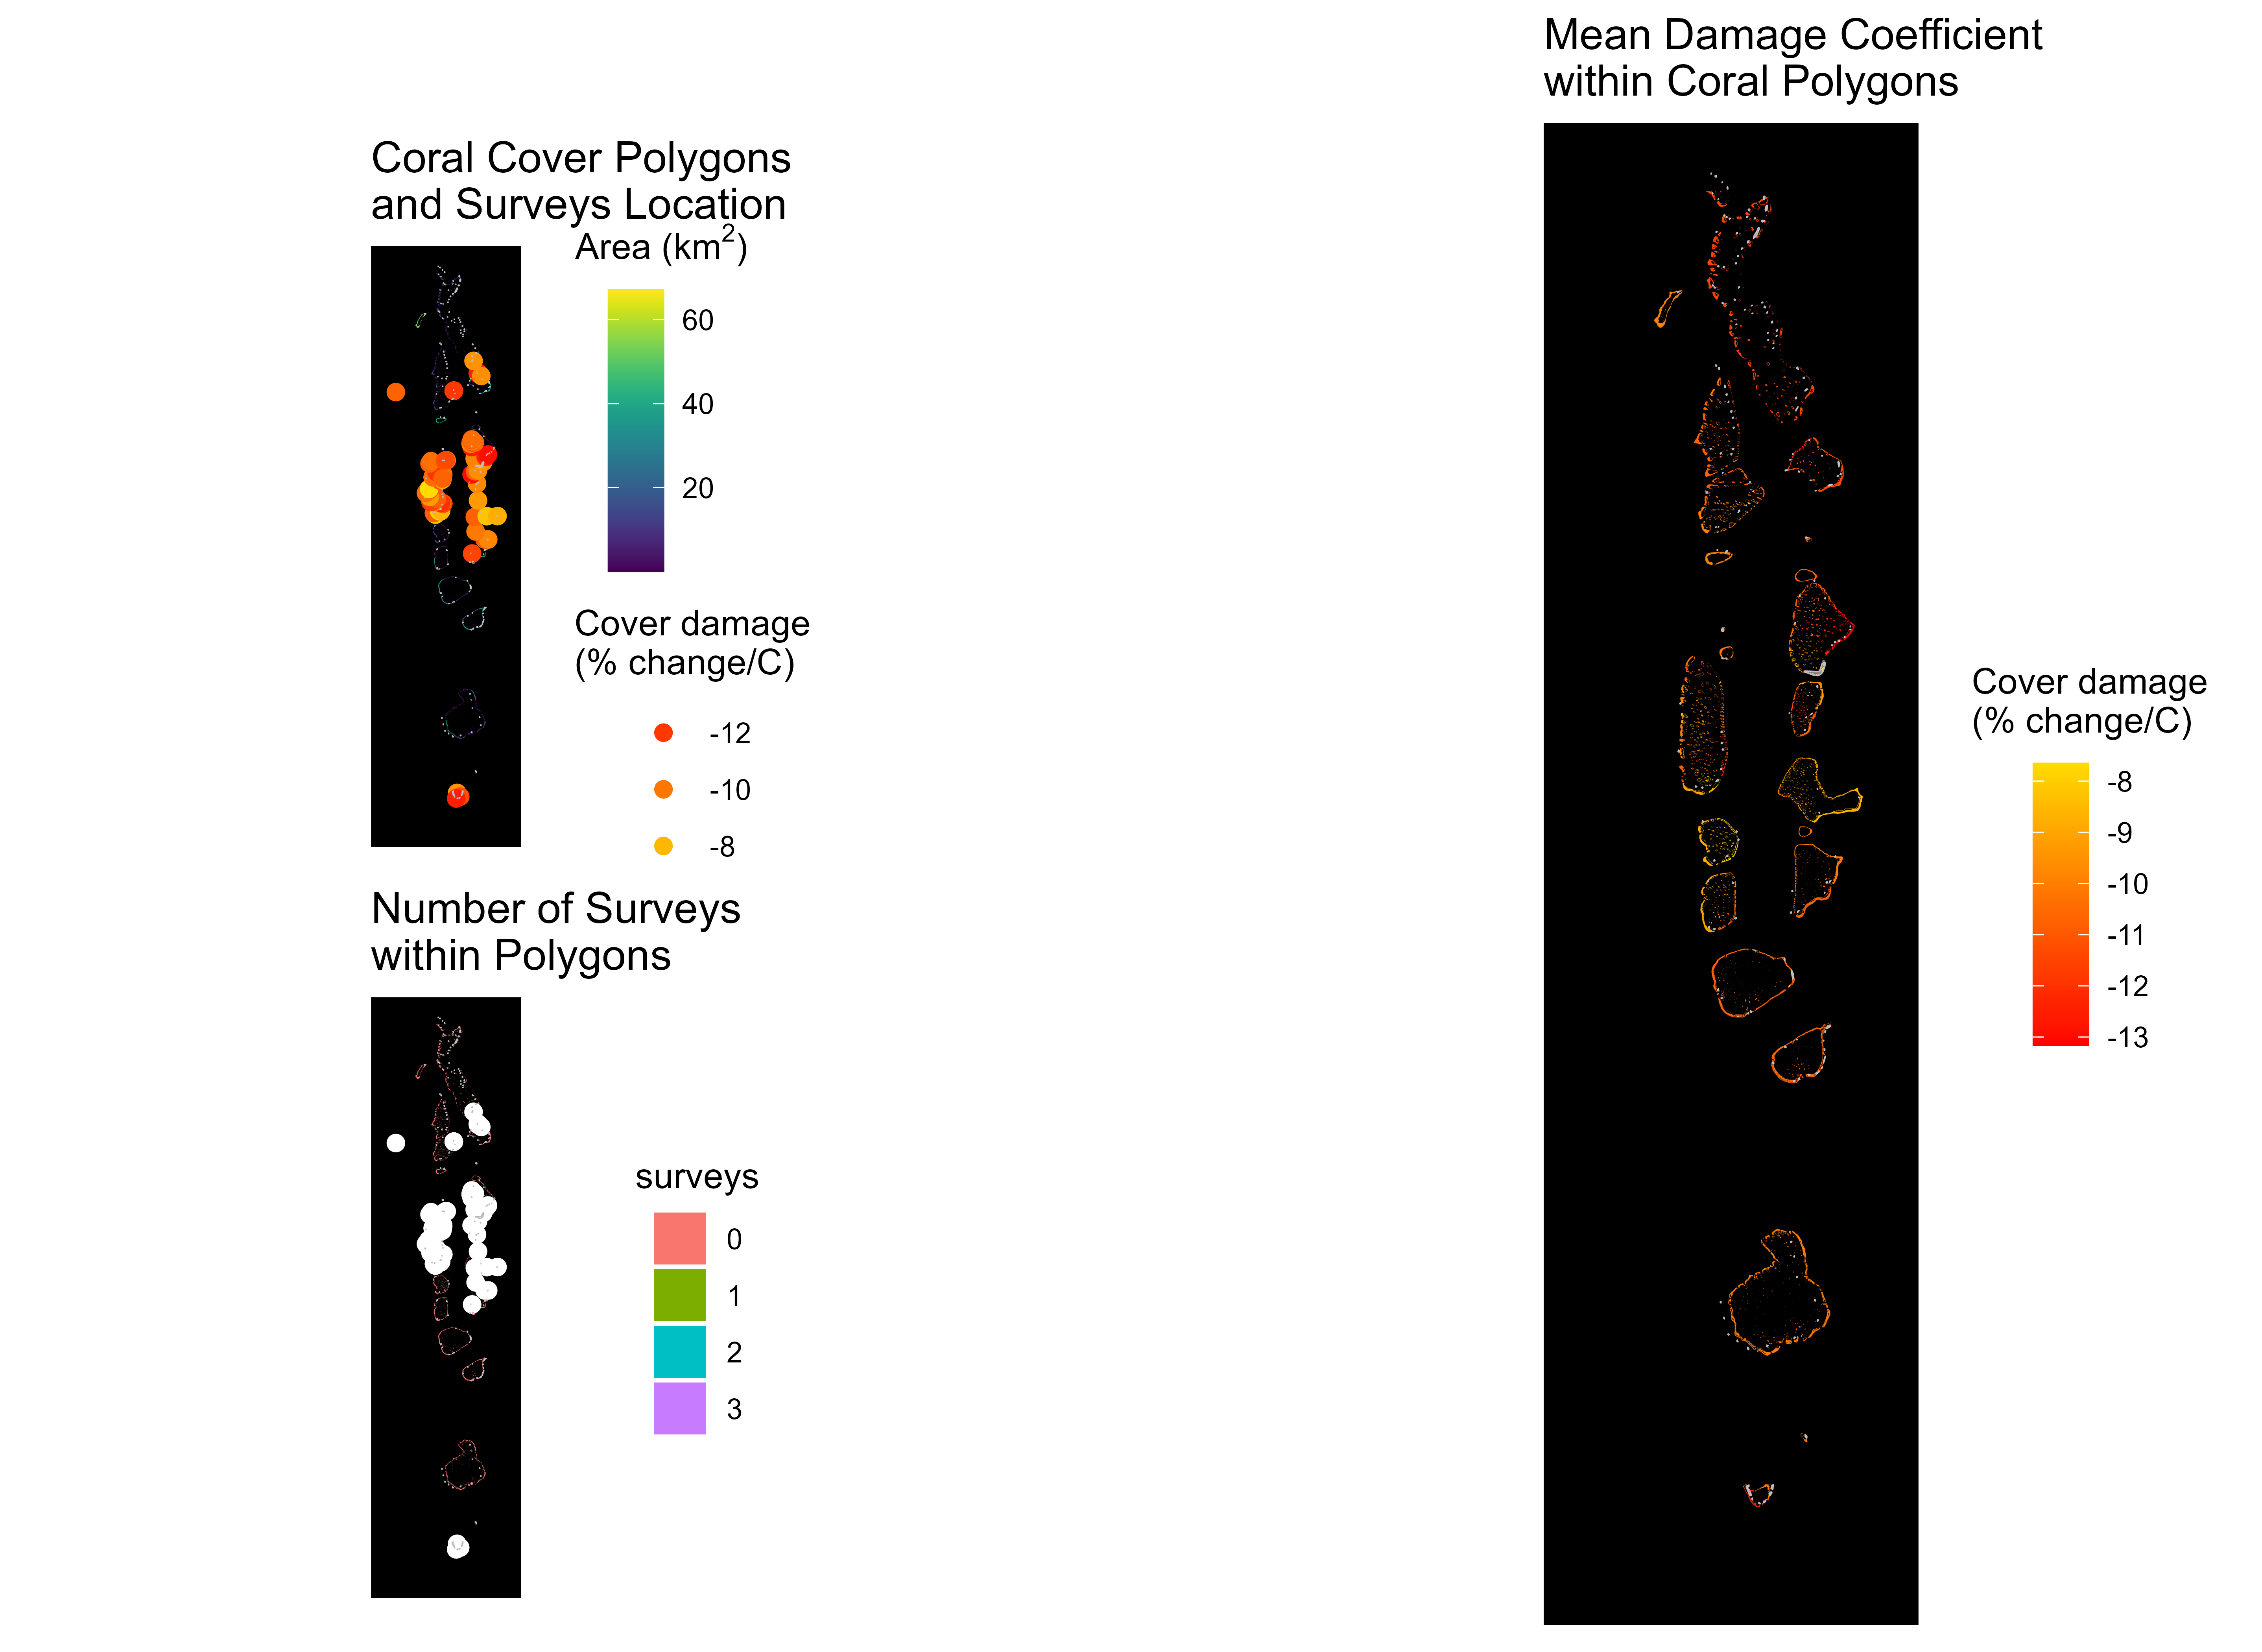 Coral Cover Polygons
and Surveys Location
Area (km²)
60
40
20
Cover damage
(% change/C)
-12
-10
-8
Number of Surveys
within Polygons
surveys
0
1
2
3
Mean Damage Coefficient
within Coral Polygons
Cover damage
(% change/C)
-8
-9
-10
-11
-12
-13